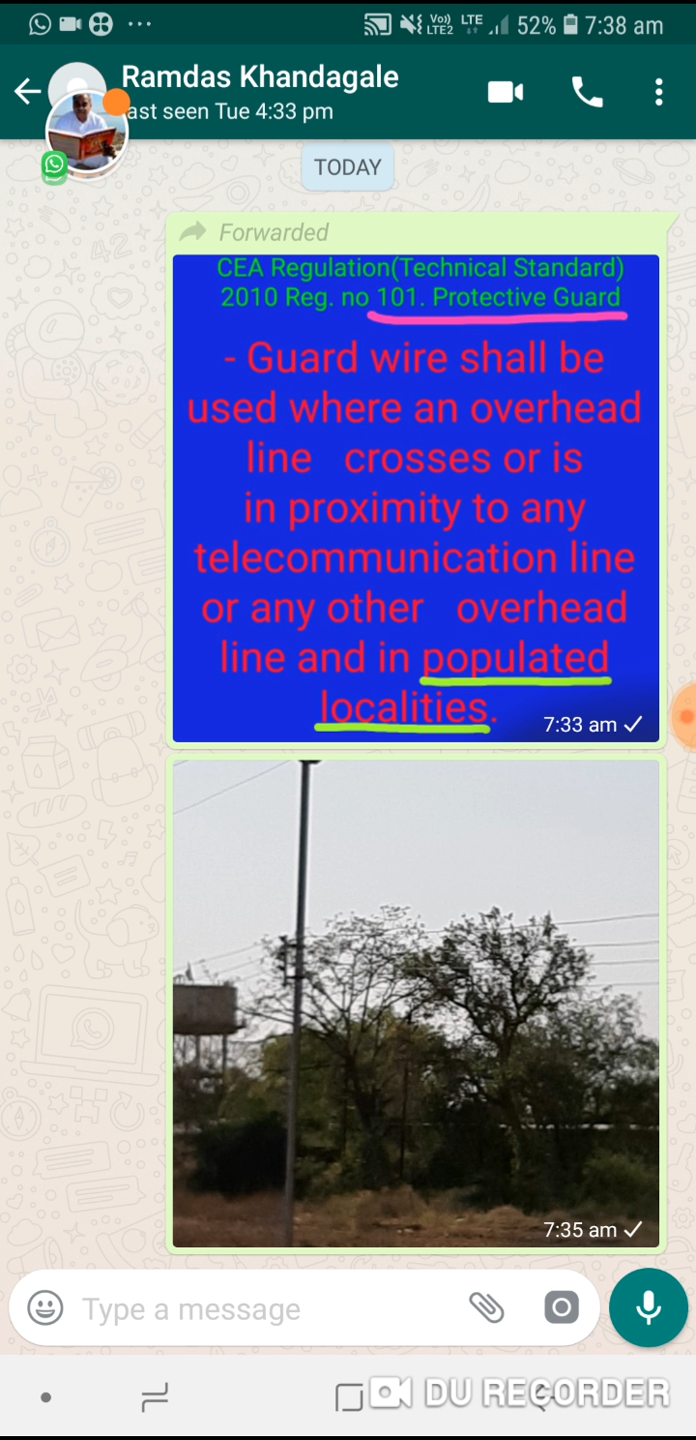 Vo)) LTE2 LTE 52% 7:38 am
Ramdas Khandagale
ast seen Tue 4:33 pm
TODAY
Forwarded
CEA Regulation(Technical Standard)
2010 Reg. no 101. Protective Guard
- Guard wire shall be
used where an overhead
line crosses or is
in proximity to any
telecommunication line
or any other overhead
line and in populated
localities.
7:33 am
7:35 am
Type a message
DU RECORDER